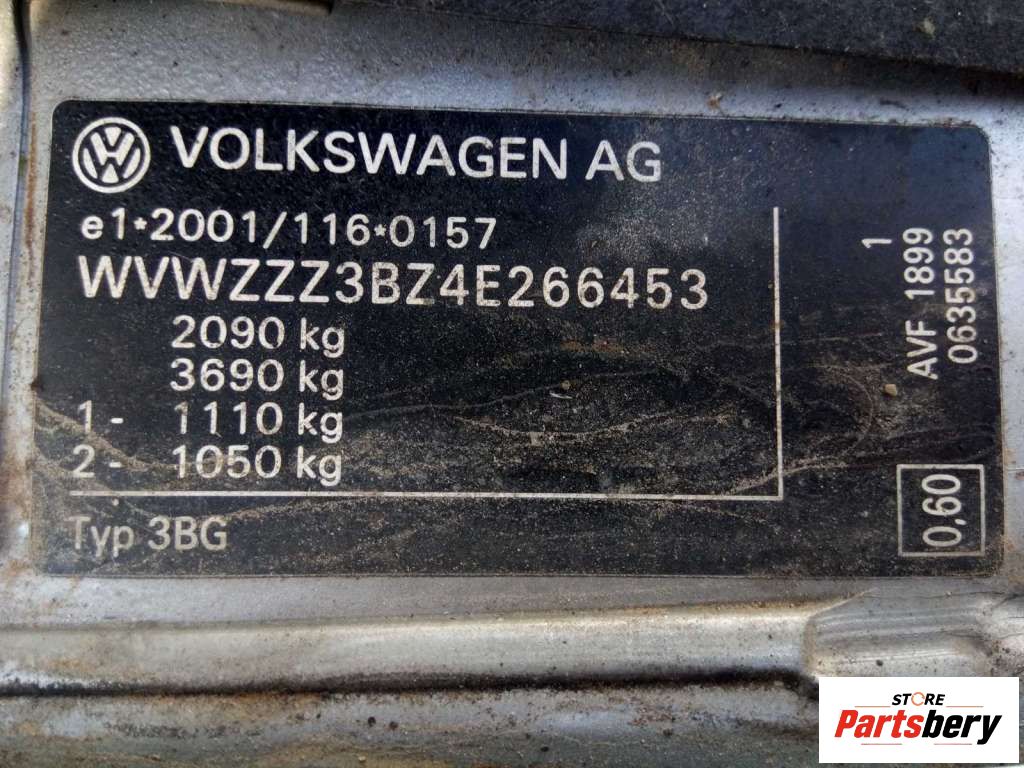 VOLKSWAGEN AG
e1*2001/116*0157
WVWZZZ3BZ4E266453
2090 kg
3690 kg
1 - 1110 kg
2 - 1050 kg
Typ 3BG
1
AVF 1899
0635583
0,60
STORE
Partsbery